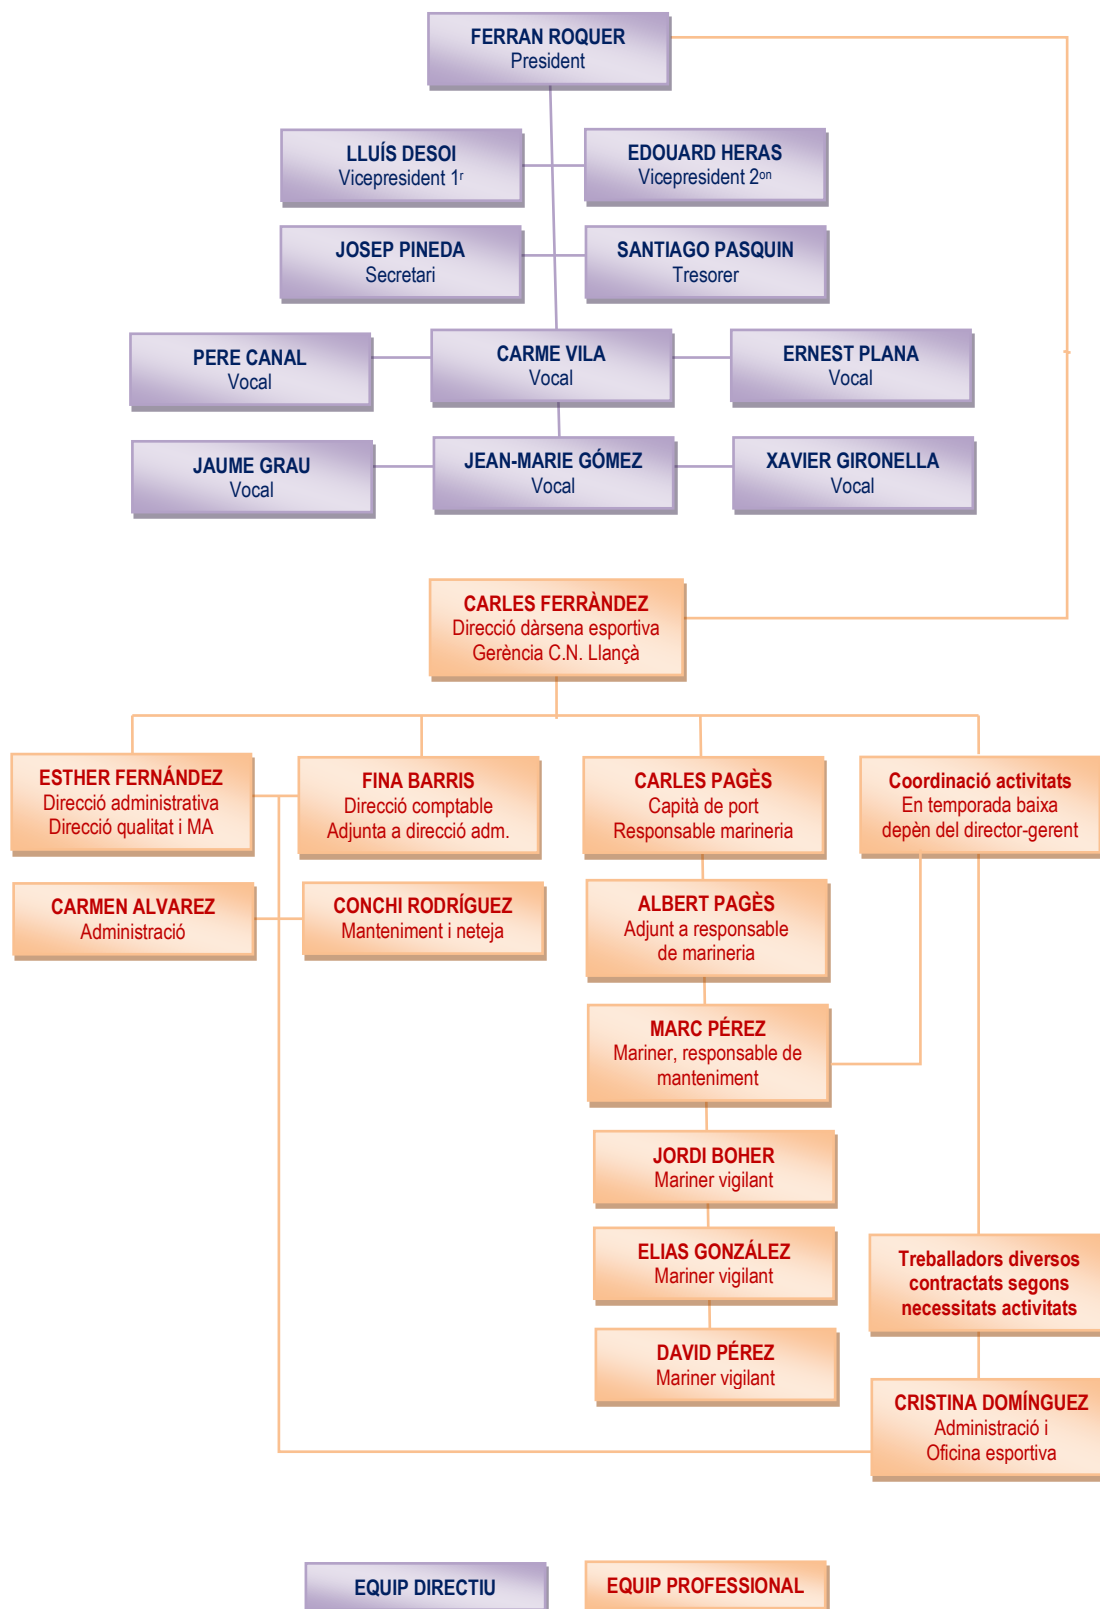 FERRAN ROQUER
President
LLUÍS DESOI
Vicepresident 1r
EDOUARD HERAS
Vicepresident 2on
JOSEP PINEDA
Secretari
SANTIAGO PASQUIN
Tresorer
PERE CANAL
Vocal
CARME VILA
Vocal
ERNEST PLANA
Vocal
JAUME GRAU
Vocal
JEAN-MARIE GÓMEZ
Vocal
XAVIER GIRONELLA
Vocal
CARLES FERRÀNDEZ
Direcció dàrsena esportiva
Gerència C.N. Llançà
ESTHER FERNÁNDEZ
Direcció administrativa
Direcció qualitat i MA
FINA BARRIS
Direcció comptable
Adjunta a direcció adm.
CARLES PAGÈS
Capità de port
Responsable marineria
Coordinació activitats
En temporada baixa
depèn del director-gerent
CARMEN ALVAREZ
Administració
CONCHI RODRÍGUEZ
Manteniment i neteja
ALBERT PAGÈS
Adjunt a responsable
de marineria
MARC PÉREZ
Mariner, responsable de
manteniment
JORDI BOHER
Mariner vigilant
ELIAS GONZÁLEZ
Mariner vigilant
Treballadors diversos
contractats segons
necessitats activitats
DAVID PÉREZ
Mariner vigilant
CRISTINA DOMÍNGUEZ
Administració i
Oficina esportiva
EQUIP DIRECTIU
EQUIP PROFESSIONAL